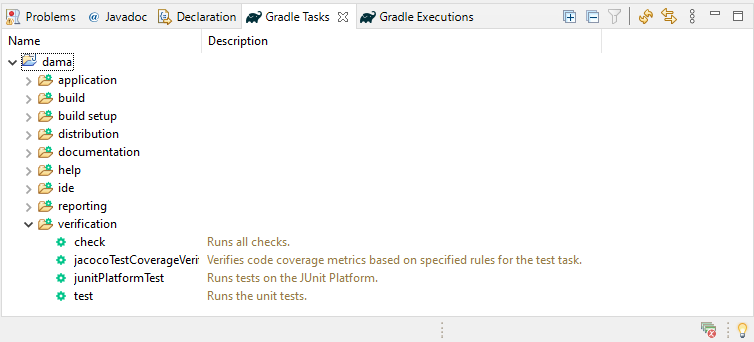 Problems @ Javadoc Declaration Gradle Tasks Gradle Executions
Name Description
dama
application
build
build setup
distribution
documentation
help
ide
reporting
verification
check Runs all checks.
jacocoTestCoverageVeri Verifies code coverage metrics based on specified rules for the test task.
junitPlatformTest Runs tests on the JUnit Platform.
test Runs the unit tests.